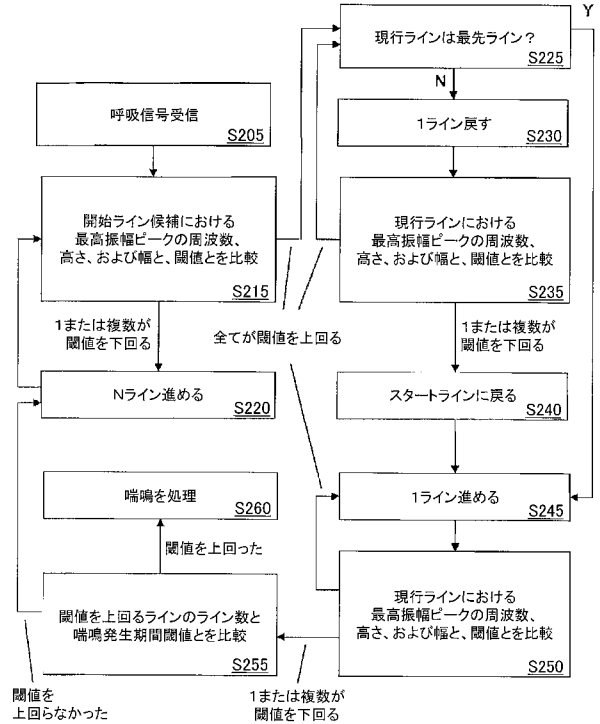 Y
現行ラインは最先ライン？
S225
N
呼吸信号受信
S205
1ライン戻す
S230
開始ライン候補における
最高振幅ピークの周波数、
高さ、および幅と、閾値とを比較
S215
現行ラインにおける
最高振幅ピークの周波数、
高さ、および幅と、閾値とを比較
S235
1または複数が
閾値を下回る
全てが閾値を上回る
1または複数が
閾値を下回る
Nライン進める
S220
スタートラインに戻る
S240
喘鳴を処理
S260
1ライン進める
S245
閾値を上回った
閾値を上回るラインのライン数と
喘鳴発生期間閾値とを比較
S255
現行ラインにおける
最高振幅ピークの周波数、
高さ、および幅と、閾値とを比較
S250
閾値を
上回らなかった
1または複数が
閾値を下回る